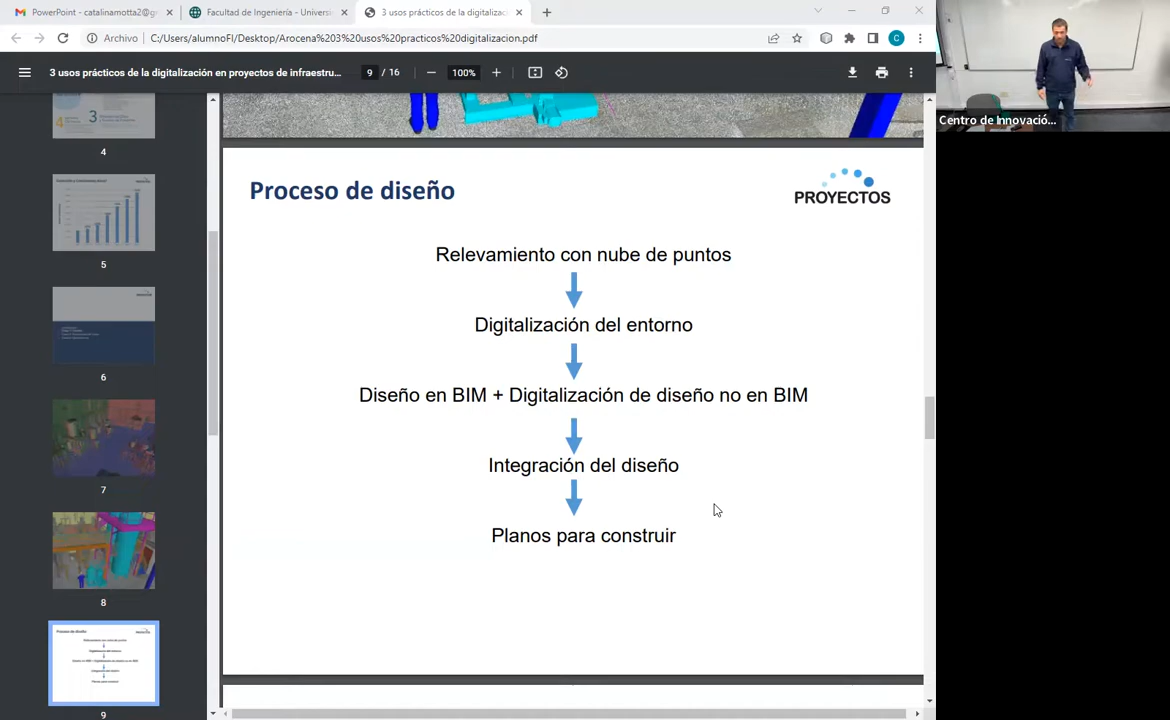 PowerPoint - catalinamotta2@gr
Facultad de Ingeniería - Universi
3 usos prácticos de la digitalizac
Archivo
C:/Users/alumnoFI/Desktop/Arocena%203%20usos%20practicos%20digitalizacion.pdf
C
3 usos prácticos de la digitalización en proyectos de infraestru...
9 / 16
100%
Centro de Innovació...
4
5
6
7
8
9
Proceso de diseño
PROYECTOS
Relevamiento con nube de puntos
Digitalización del entorno
Diseño en BIM + Digitalización de diseño no en BIM
Integración del diseño
Planos para construir